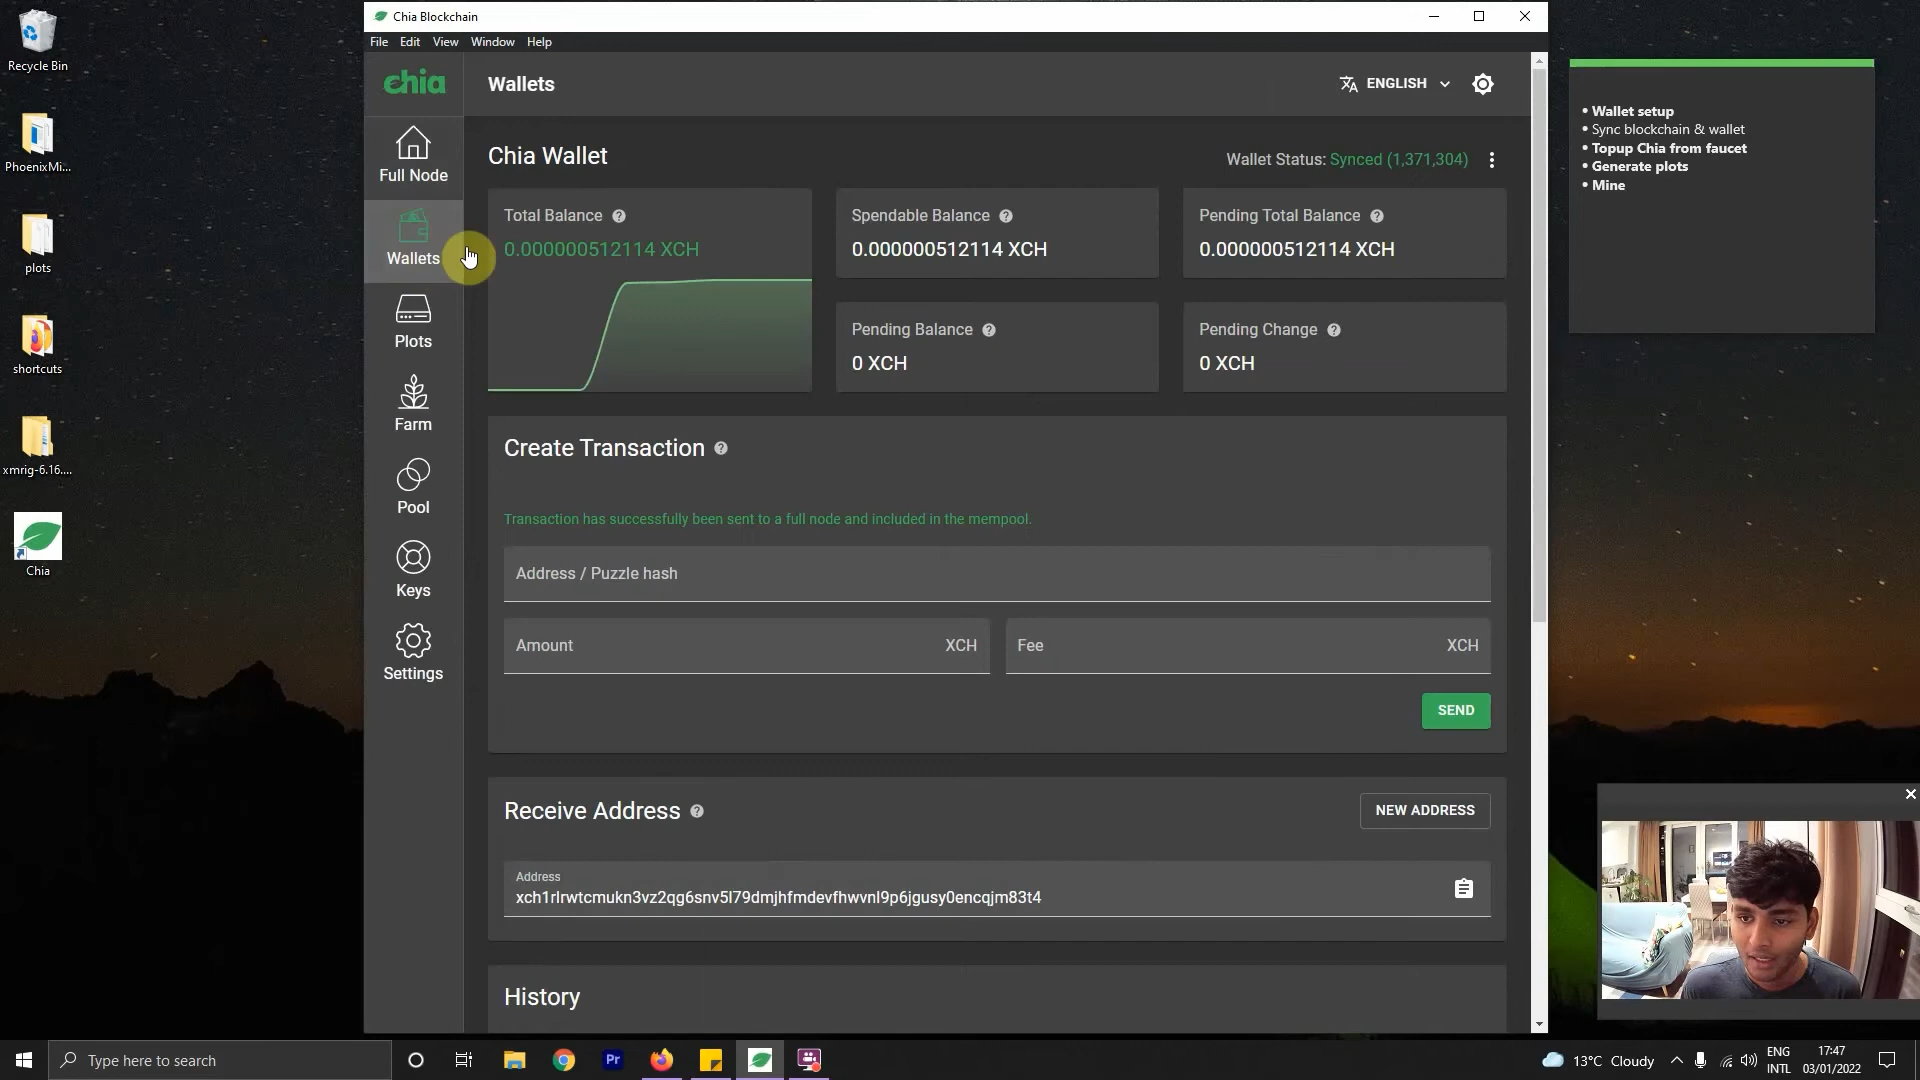 Recycle Bin
PhoenixMi...
plots
shortcuts
xmrig-6.16....
Chia
Chia Blockchain
File Edit View Window Help
chia
Full Node
Wallets
Plots
Farm
Pool
Keys
Settings
Wallets
ENGLISH
Chia Wallet
Wallet Status: Synced (1,371,304)
Total Balance
0.000000512114 XCH
Spendable Balance
0.000000512114 XCH
Pending Total Balance
0.000000512114 XCH
Pending Balance
0 XCH
Pending Change
0 XCH
Create Transaction
Transaction has successfully been sent to a full node and included in the mempool.
Address / Puzzle hash
Amount XCH
Fee XCH
SEND
Receive Address
NEW ADDRESS
Address
xch1rlrwtcmukn3vz2qg6snv5l79dmjhfmdevfhwvnl9p6jgusy0encqjm83t4
History
• Wallet setup
• Sync blockchain & wallet
• Topup Chia from faucet
• Generate plots
• Mine
Type here to search
Pr
13°C Cloudy
ENG
INTL
17:47
03/01/2022